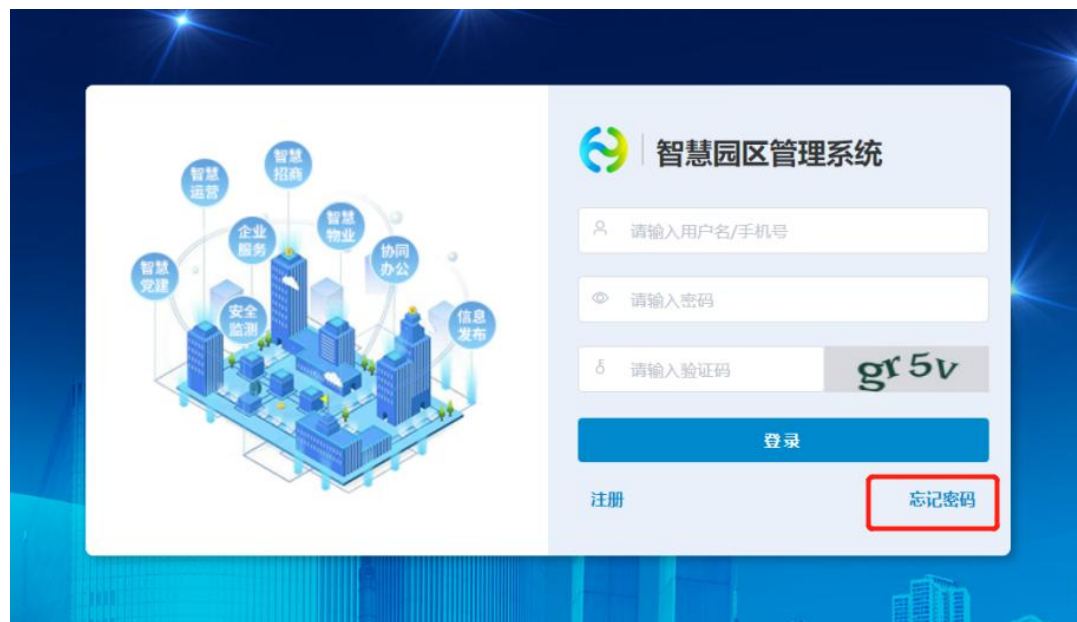 智慧
招商
智慧
运营
智慧
物业
企业
服务
协同
办公
智慧
党建
安全
监测
信息
发布
智慧园区管理系统
请输入用户名/手机号
请输入密码
请输入验证码
gr5v
登录
注册
忘记密码